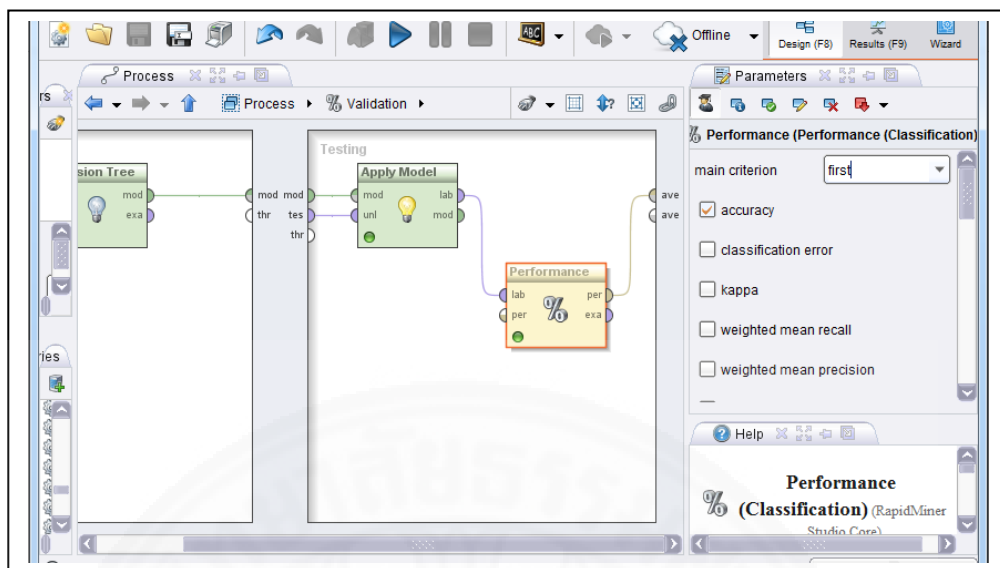 ABC
Offline
Design (F8)
Results (F9)
Wizard
rs
Process
Parameters
Process
Validation
Performance (Performance (Classification)
Testing
sion Tree
mod
exa
mod
thr
mod
tes
thr
Apply Model
mod
lab
unl
mod
Performance
lab
per
per
exa
ave
ave
main criterion
first
accuracy
classification error
kappa
weighted mean recall
weighted mean precision
ries
Help
Performance
(Classification) (RapidMiner
Studio Core)